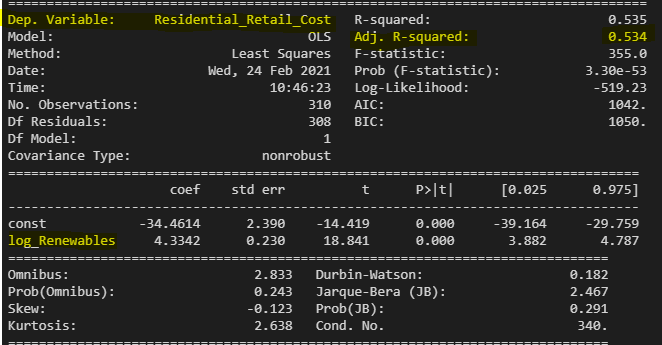 Dep. Variable: Residential_Retail_Cost R-squared: 0.535
Model: OLS Adj. R-squared: 0.534
Method: Least Squares F-statistic: 355.0
Date: Wed, 24 Feb 2021 Prob (F-statistic): 3.30e-53
Time: 10:46:23 Log-Likelihood: -519.23
No. Observations: 310 AIC: 1042.
Df Residuals: 308 BIC: 1050.
Df Model: 1
Covariance Type: nonrobust
coef std err t P>|t| [0.025 0.975]
const -34.4614 2.390 -14.419 0.000 -39.164 -29.759
log_Renewables 4.3342 0.230 18.841 0.000 3.882 4.787
Omnibus: 2.833 Durbin-Watson: 0.182
Prob(Omnibus): 0.243 Jarque-Bera (JB): 2.467
Skew: -0.123 Prob(JB): 0.291
Kurtosis: 2.638 Cond. No. 340.